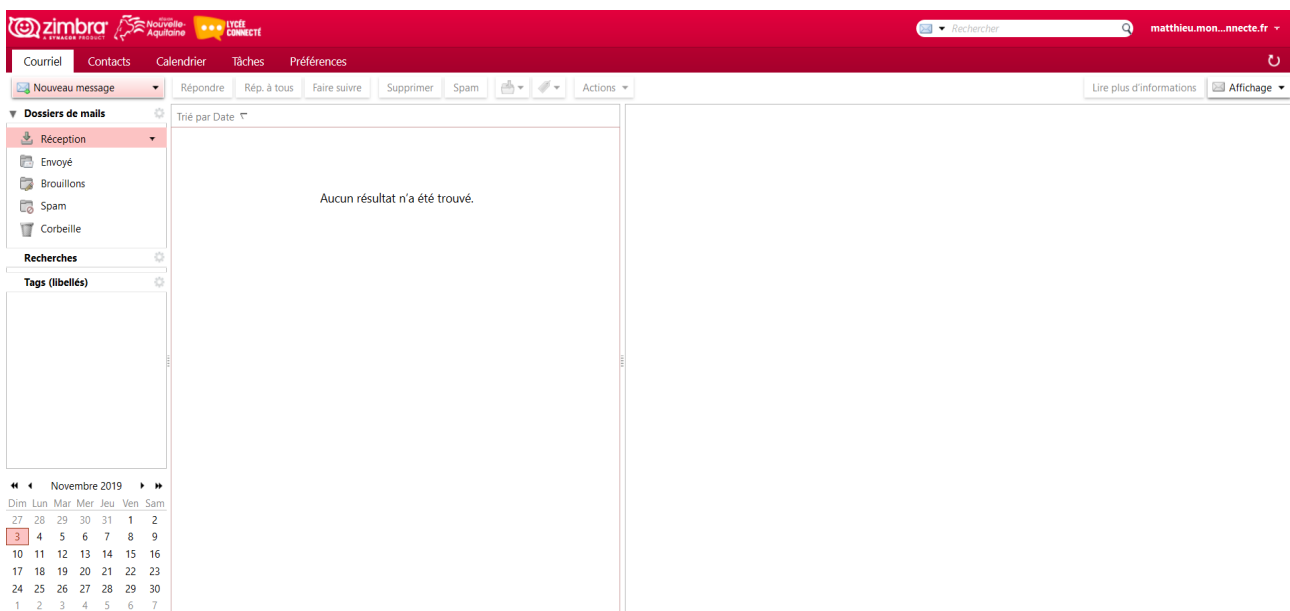 zimbra
A SYNACOR PRODUCT
Nouvelle-
Aquitaine
LYCÉE
CONNECTÉ
Rechercher
matthieu.mon...nnecte.fr
Courriel Contacts Calendrier Tâches Préférences
Nouveau message Répondre Rép. à tous Faire suivre Supprimer Spam Actions Lire plus d'informations Affichage
Dossiers de mails
Trié par Date
Réception
Envoyé
Brouillons
Spam
Corbeille
Aucun résultat n'a été trouvé.
Recherches
Tags (libellés)
Novembre 2019
Dim Lun Mar Mer Jeu Ven Sam
27 28 29 30 31 1 2
3 4 5 6 7 8 9
10 11 12 13 14 15 16
17 18 19 20 21 22 23
24 25 26 27 28 29 30
1 2 3 4 5 6 7